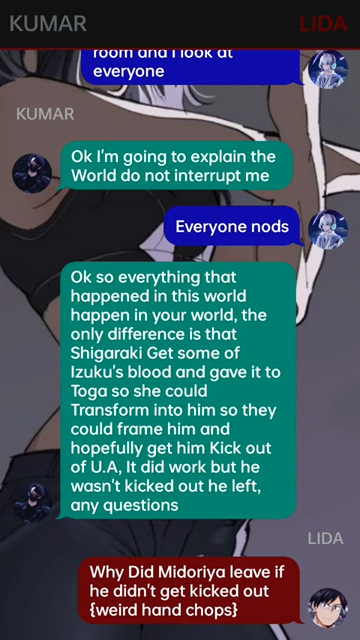 KUMAR LIDA
room and I look at
everyone
KUMAR
Ok I'm going to explain the
World do not interrupt me
Everyone nods
Ok so everything that
happened in this world
happen in your world, the
only difference is that
Shigaraki Get some of
Izuku's blood and gave it to
Toga so she could
Transform into him so they
could frame him and
hopefully get him Kick out
of U.A, It did work but he
wasn't kicked out he left,
any questions
LIDA
Why Did Midoriya leave if
he didn't get kicked out
{weird hand chops}